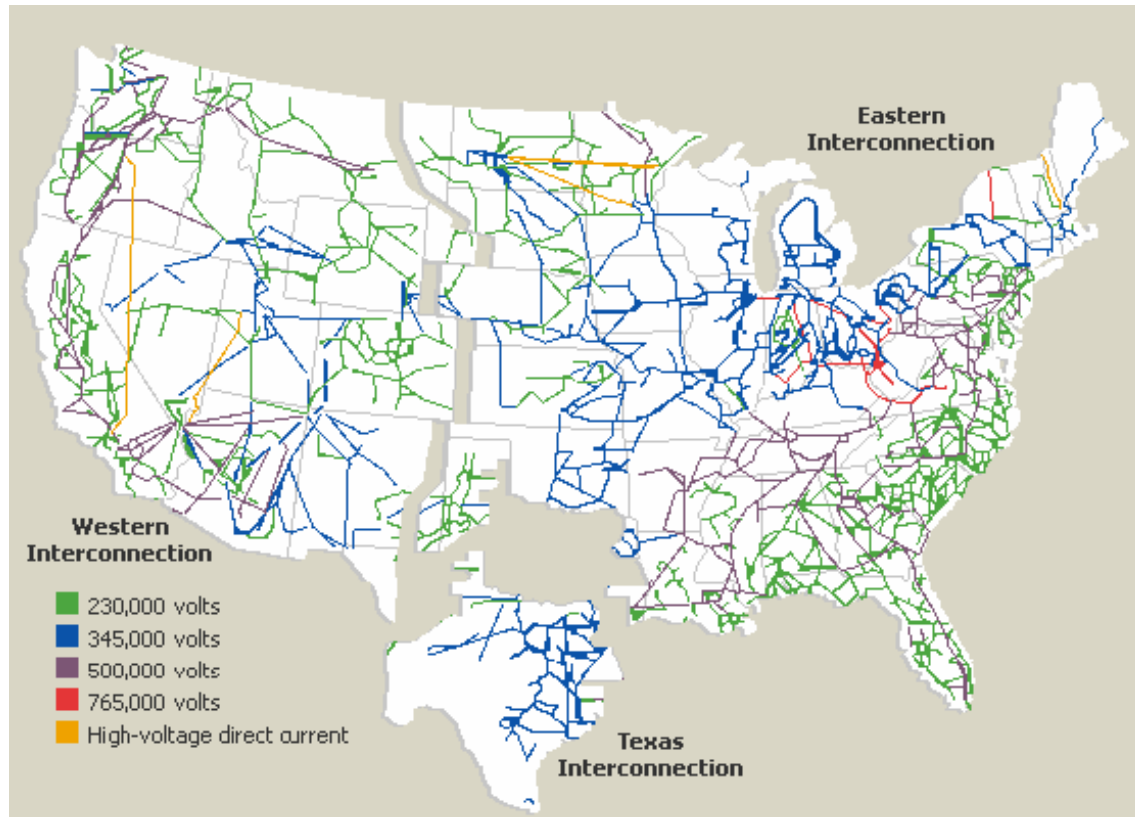 Eastern
Interconnection
Western
Interconnection
230,000 volts
345,000 volts
500,000 volts
765,000 volts
High-voltage direct current
Texas
Interconnection